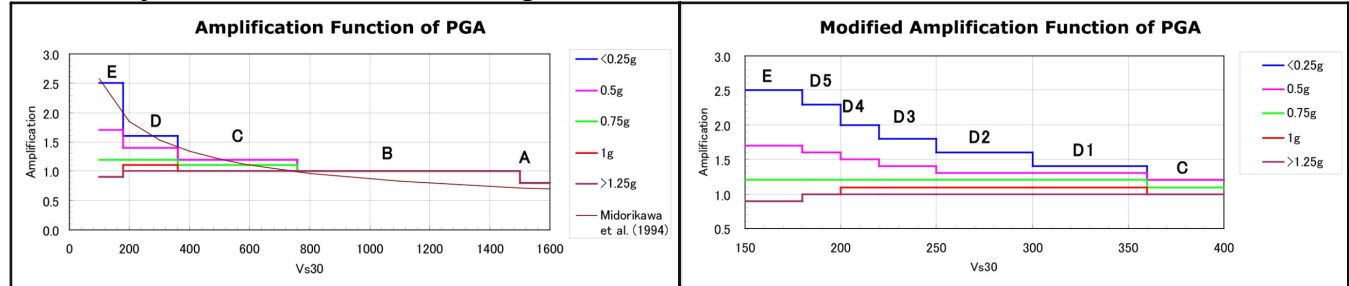 Amplification Function of PGA
3.0
2.5
2.0
1.5
1.0
0.5
0.0
Amplification
E
D
C
B
A
0 200 400 600 800 1000 1200 1400 1600
Vs30
<0.25g
0.5g
0.75g
1g
>1.25g
Midorikawa
et al. (1994)
Modified Amplification Function of PGA
3.0
2.5
2.0
1.5
1.0
0.5
Amplification
E
D5
D4
D3
D2
D1
C
150 200 250 300 350 400
Vs30
<0.25g
0.5g
0.75g
1g
>1.25g